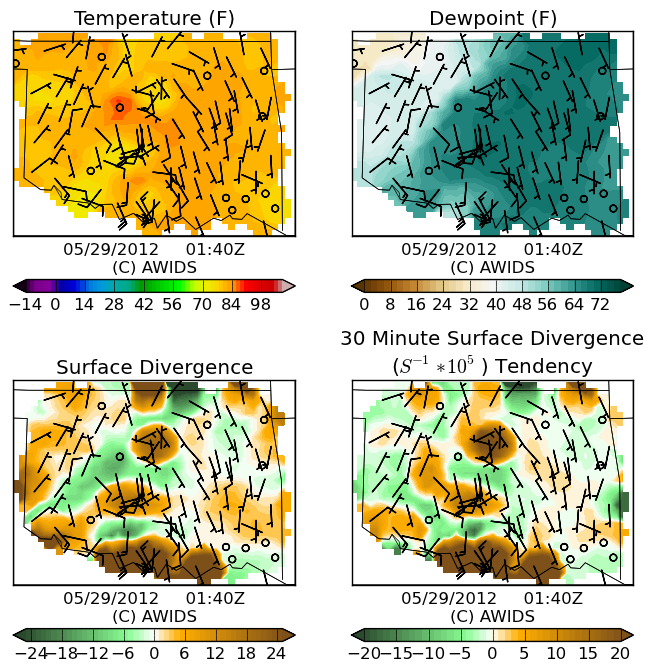 Temperature (F)
Dewpoint (F)
05/29/2012 01:40Z
(C) AWIDS
05/29/2012 01:40Z
(C) AWIDS
−14 0 14 28 42 56 70 84 98
0 8 16 24 32 40 48 56 64 72
Surface Divergence
30 Minute Surface Divergence
(S⁻¹ *10⁵ ) Tendency
05/29/2012 01:40Z
(C) AWIDS
05/29/2012 01:40Z
(C) AWIDS
−24 −18 −12 −6 0 6 12 18 24
−20 −15 −10 −5 0 5 10 15 20